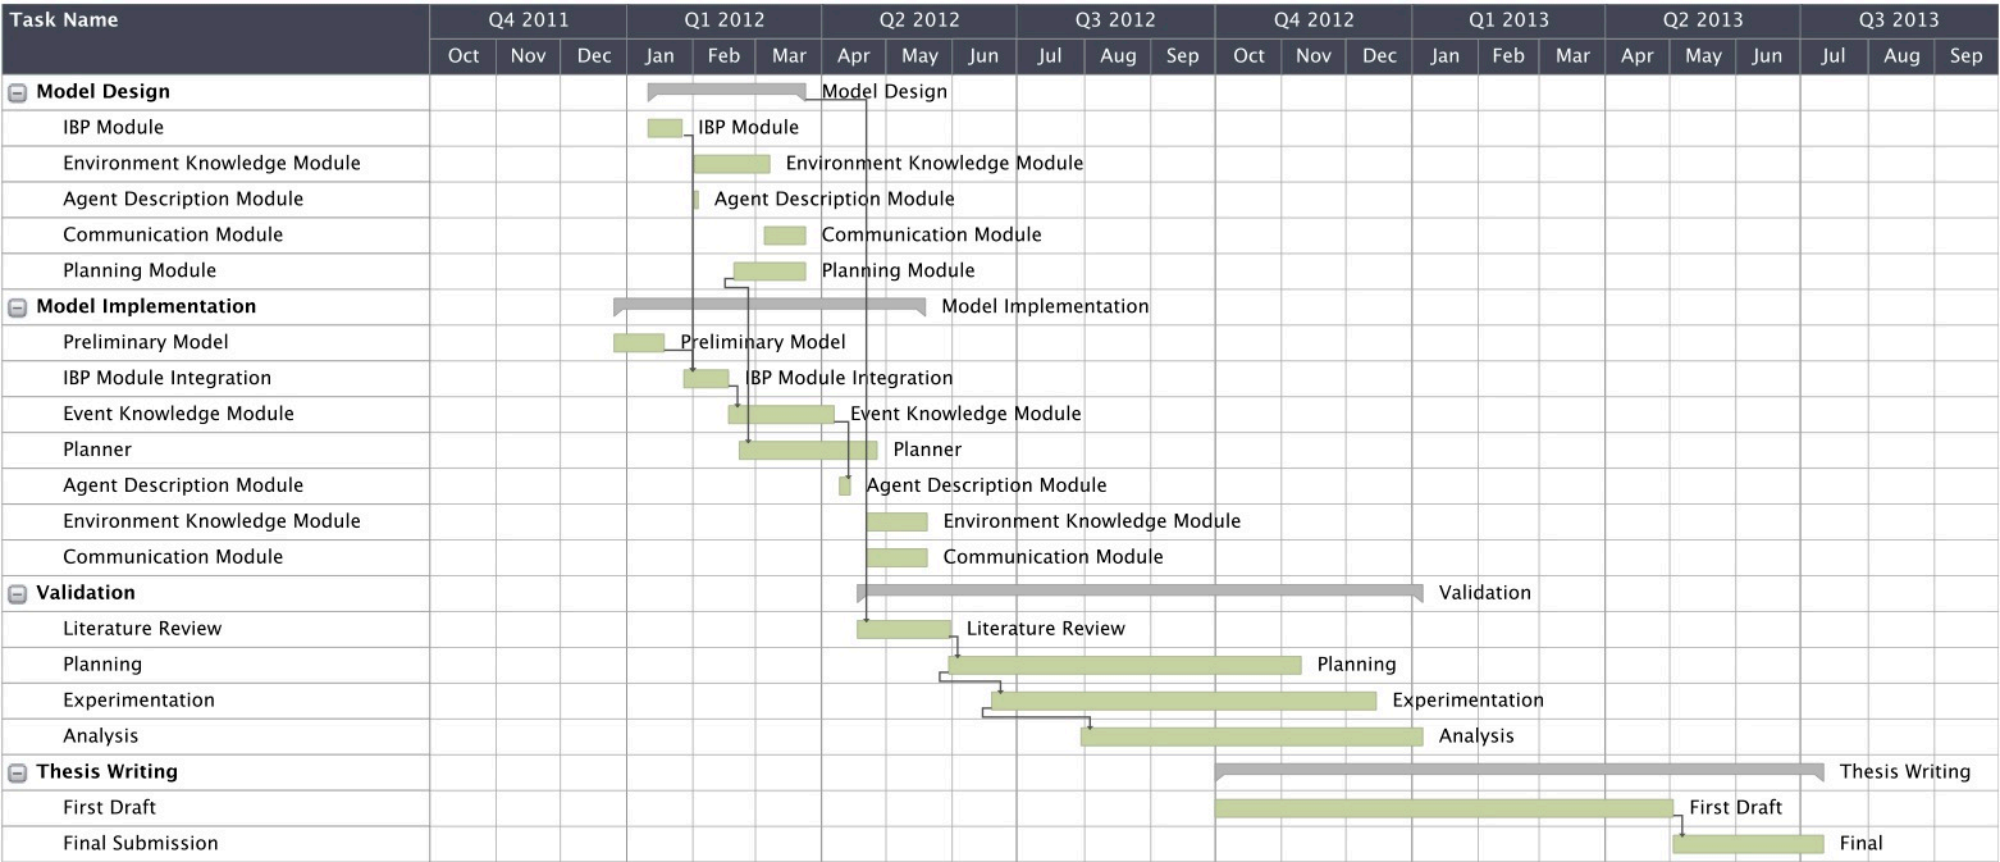 Task Name Q4 2011 Q1 2012 Q2 2012 Q3 2012 Q4 2012 Q1 2013 Q2 2013 Q3 2013
Oct Nov Dec Jan Feb Mar Apr May Jun Jul Aug Sep Oct Nov Dec Jan Feb Mar Apr May Jun Jul Aug Sep
Model Design Model Design
IBP Module IBP Module
Environment Knowledge Module Environment Knowledge Module
Agent Description Module Agent Description Module
Communication Module Communication Module
Planning Module Planning Module
Model Implementation Model Implementation
Preliminary Model Preliminary Model
IBP Module Integration IBP Module Integration
Event Knowledge Module Event Knowledge Module
Planner Planner
Agent Description Module Agent Description Module
Environment Knowledge Module Environment Knowledge Module
Communication Module Communication Module
Validation Validation
Literature Review Literature Review
Planning Planning
Experimentation Experimentation
Analysis Analysis
Thesis Writing Thesis Writing
First Draft First Draft
Final Submission Final